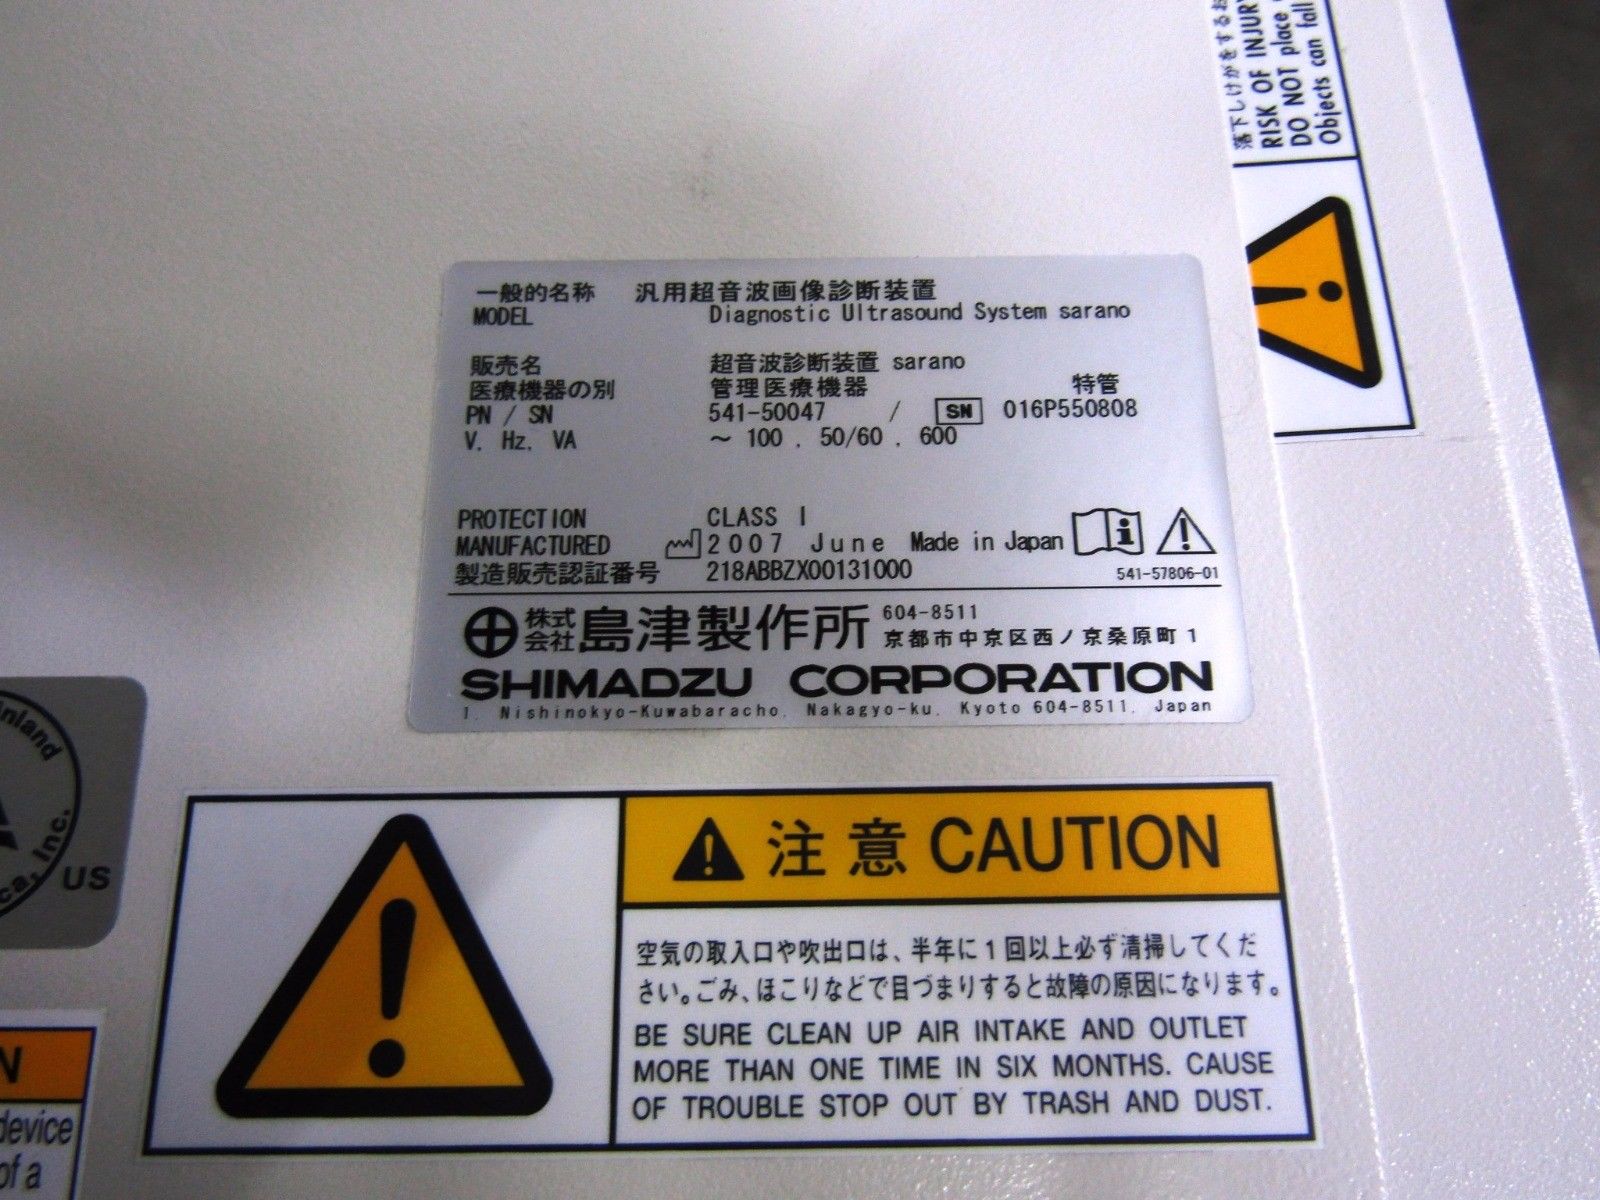 落下しけがをするお
RISK OF INJURY
DO NOT place
Objects can fall
一般的名称 汎用超音波画像診断装置
MODEL Diagnostic Ultrasound System sarano
販売名 超音波診断装置 sarano
医療機器の別 管理医療機器 特管
PN / SN 541-50047 / SN 016P550808
V. Hz. VA ～ 100 . 50/60 . 600
PROTECTION CLASS I
MANUFACTURED 2007 June Made in Japan
製造販売認証番号 218ABBZX00131000 541-57806-01
株式会社 島津製作所 604-8511
京都市中京区西ノ京桑原町1
SHIMADZU CORPORATION
1. Nishinokyo-Kuwabaracho. Nakagyo-ku. Kyoto 604-8511. Japan
inland
ca, Inc.
US
注意 CAUTION
空気の取入口や吹出口は、半年に1回以上必ず清掃してくだ
さい。ごみ、ほこりなどで目づまりすると故障の原因になります。
BE SURE CLEAN UP AIR INTAKE AND OUTLET
MORE THAN ONE TIME IN SIX MONTHS. CAUSE
OF TROUBLE STOP OUT BY TRASH AND DUST.
N
device
of a